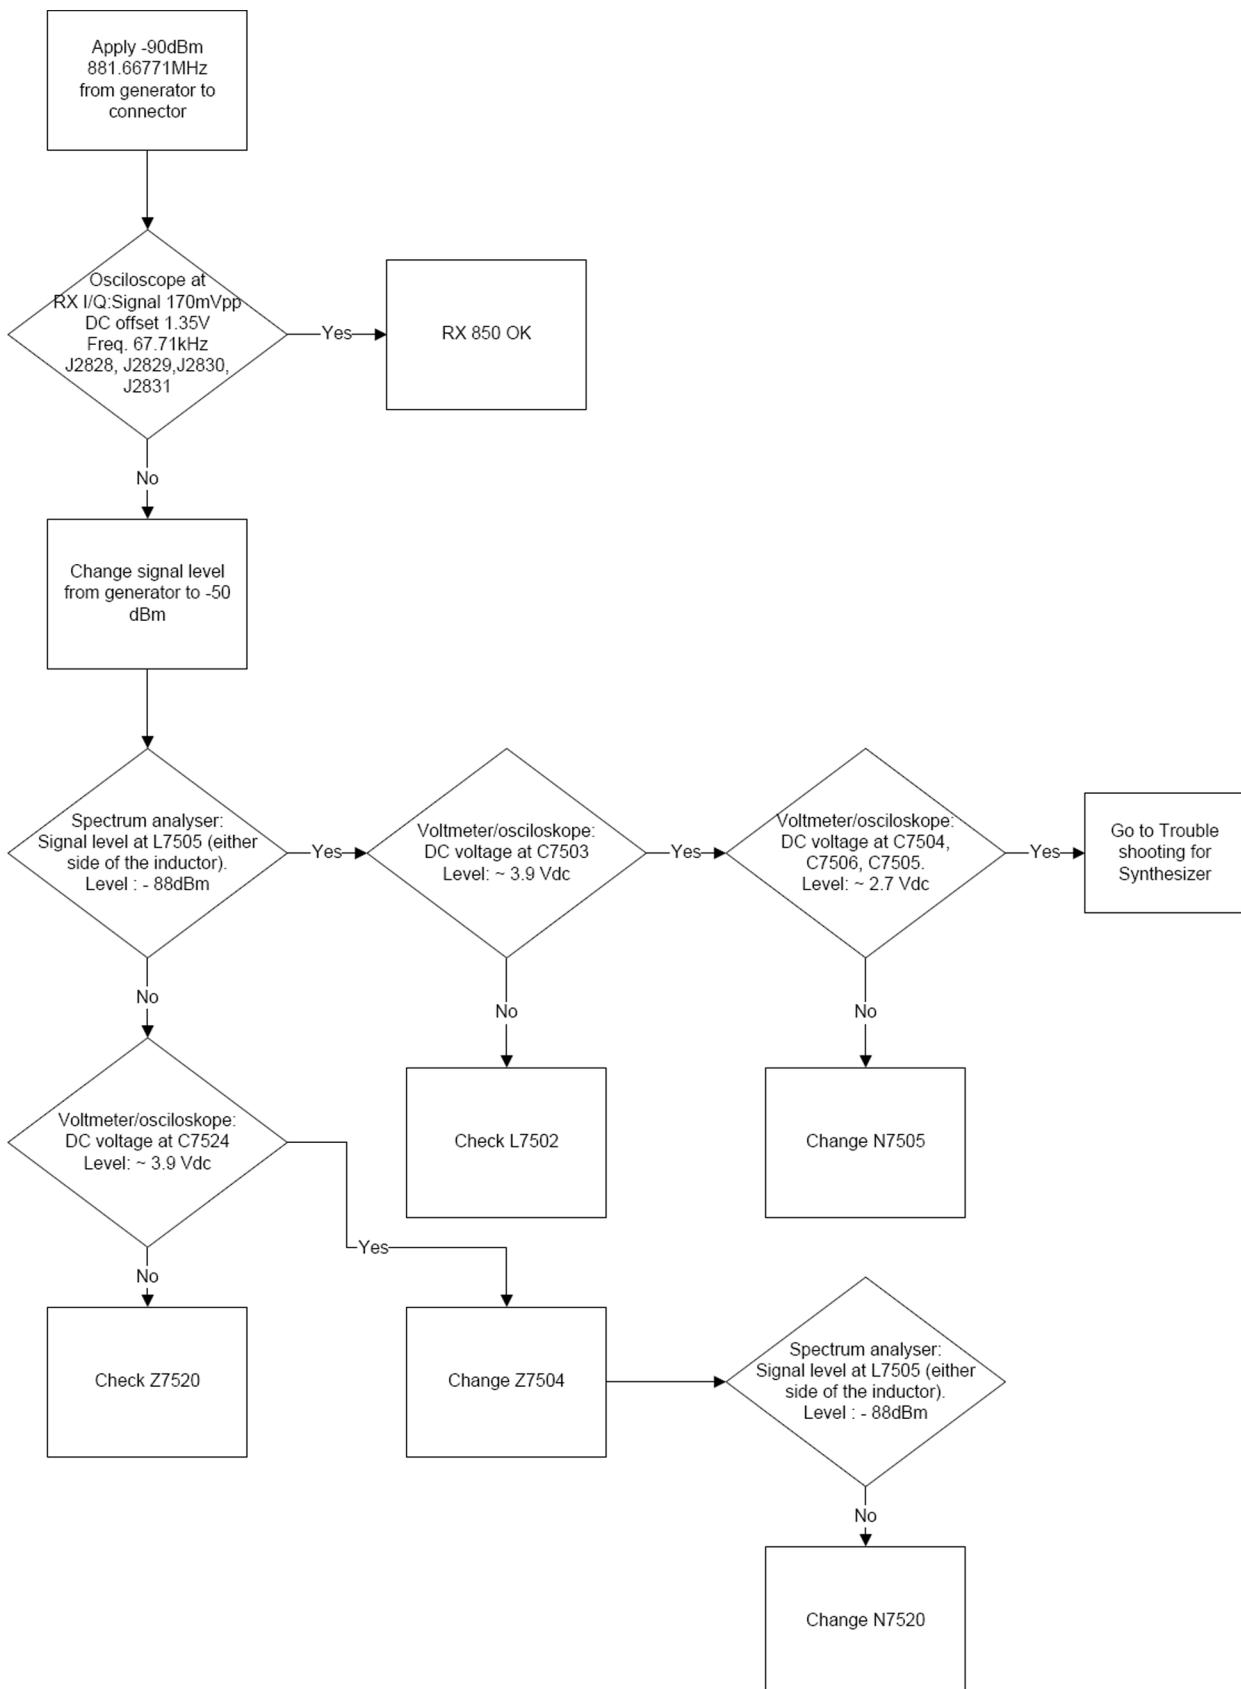 Apply -90dBm
881.66771MHz
from generator to
connector
Osciloscope at
RX I/Q:Signal 170mVpp
DC offset 1.35V
Freq. 67.71kHz
J2828, J2829,J2830,
J2831
Yes
RX 850 OK
No
Change signal level
from generator to -50
dBm
Spectrum analyser:
Signal level at L7505 (either
side of the inductor).
Level : - 88dBm
Yes
Voltmeter/osciloskope:
DC voltage at C7503
Level: ~ 3.9 Vdc
Yes
Voltmeter/osciloskope:
DC voltage at C7504,
C7506, C7505.
Level: ~ 2.7 Vdc
Yes
Go to Trouble
shooting for
Synthesizer
No
No
No
Voltmeter/osciloskope:
DC voltage at C7524
Level: ~ 3.9 Vdc
Check L7502
Change N7505
Yes
No
Check Z7520
Change Z7504
Spectrum analyser:
Signal level at L7505 (either
side of the inductor).
Level : - 88dBm
No
Change N7520